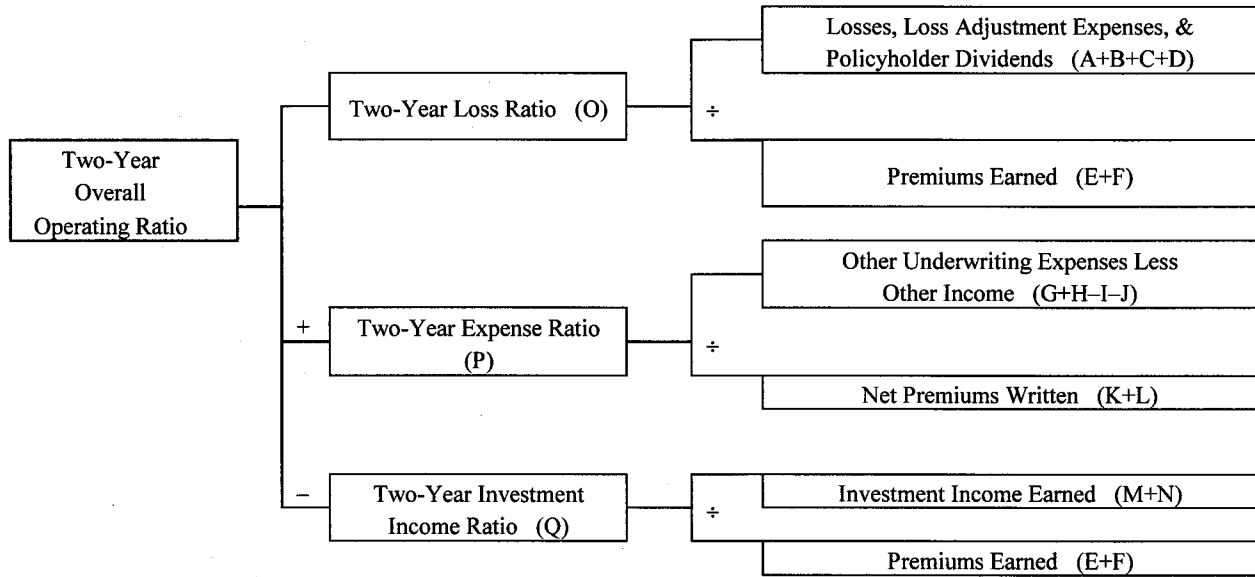 Losses, Loss Adjustment Expenses, &
Policyholder Dividends (A+B+C+D)
Two-Year Loss Ratio (O)
÷
Two-Year
Overall
Operating Ratio
Premiums Earned (E+F)
Other Underwriting Expenses Less
Other Income (G+H–I–J)
+
Two-Year Expense Ratio
(P)
÷
Net Premiums Written (K+L)
–
Two-Year Investment
Income Ratio (Q)
Investment Income Earned (M+N)
÷
Premiums Earned (E+F)